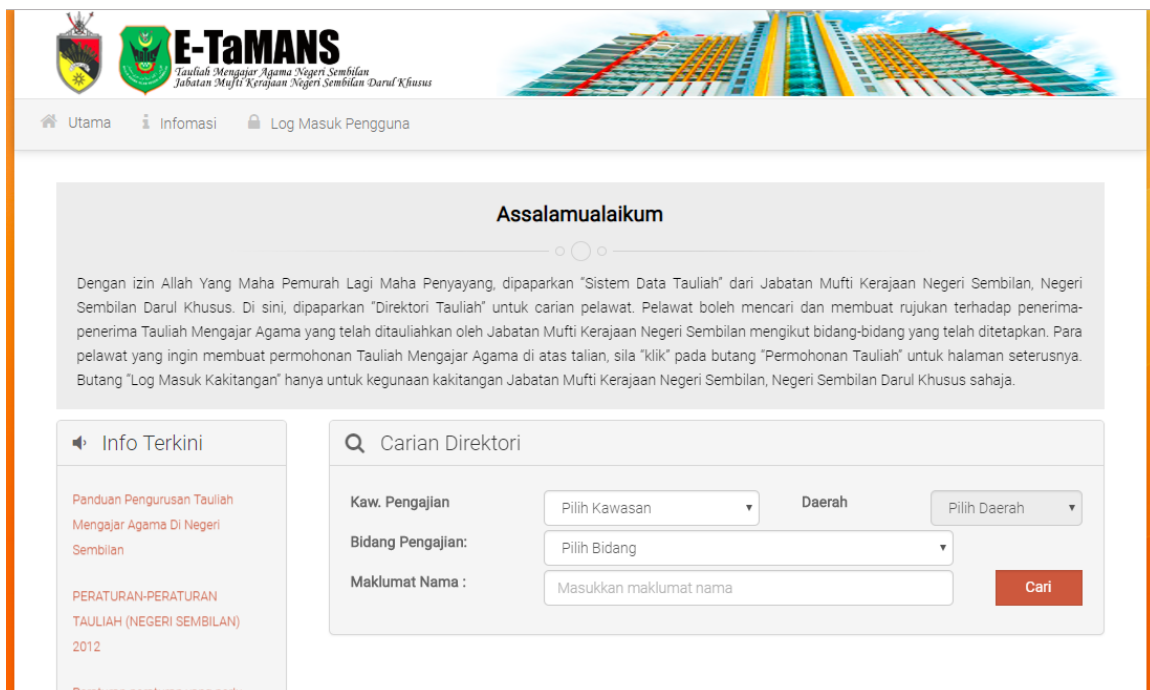 E-TaMANS
Tauliah Mengajar Agama Negeri Sembilan
Jabatan Mufti Kerajaan Negeri Sembilan Darul Khusus
Utama Infomasi Log Masuk Pengguna
Assalamualaikum
Dengan izin Allah Yang Maha Pemurah Lagi Maha Penyayang, dipaparkan "Sistem Data Tauliah" dari Jabatan Mufti Kerajaan Negeri Sembilan, Negeri
Sembilan Darul Khusus. Di sini, dipaparkan "Direktori Tauliah" untuk carian pelawat. Pelawat boleh mencari dan membuat rujukan terhadap penerima-
penerima Tauliah Mengajar Agama yang telah ditauliahkan oleh Jabatan Mufti Kerajaan Negeri Sembilan mengikut bidang-bidang yang telah ditetapkan. Para
pelawat yang ingin membuat permohonan Tauliah Mengajar Agama di atas talian, sila "klik" pada butang "Permohonan Tauliah" untuk halaman seterusnya.
Butang "Log Masuk Kakitangan" hanya untuk kegunaan kakitangan Jabatan Mufti Kerajaan Negeri Sembilan, Negeri Sembilan Darul Khusus sahaja.
Info Terkini
Panduan Pengurusan Tauliah
Mengajar Agama Di Negeri
Sembilan
PERATURAN-PERATURAN
TAULIAH (NEGERI SEMBILAN)
2012
Carian Direktori
Kaw. Pengajian Pilih Kawasan Daerah Pilih Daerah
Bidang Pengajian: Pilih Bidang
Maklumat Nama : Masukkan maklumat nama Cari